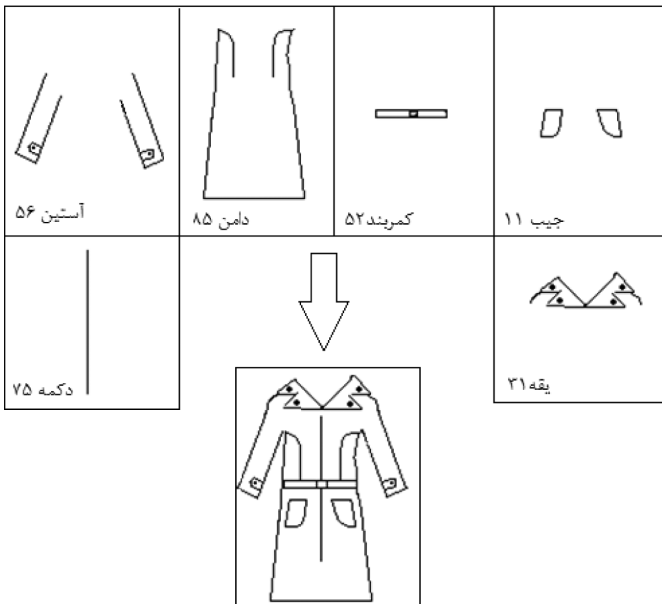 جیب ۱۱
کمربند۵۲
دامن ۸۵
آستین ۵۶
یقه۳۱
دکمه ۷۵